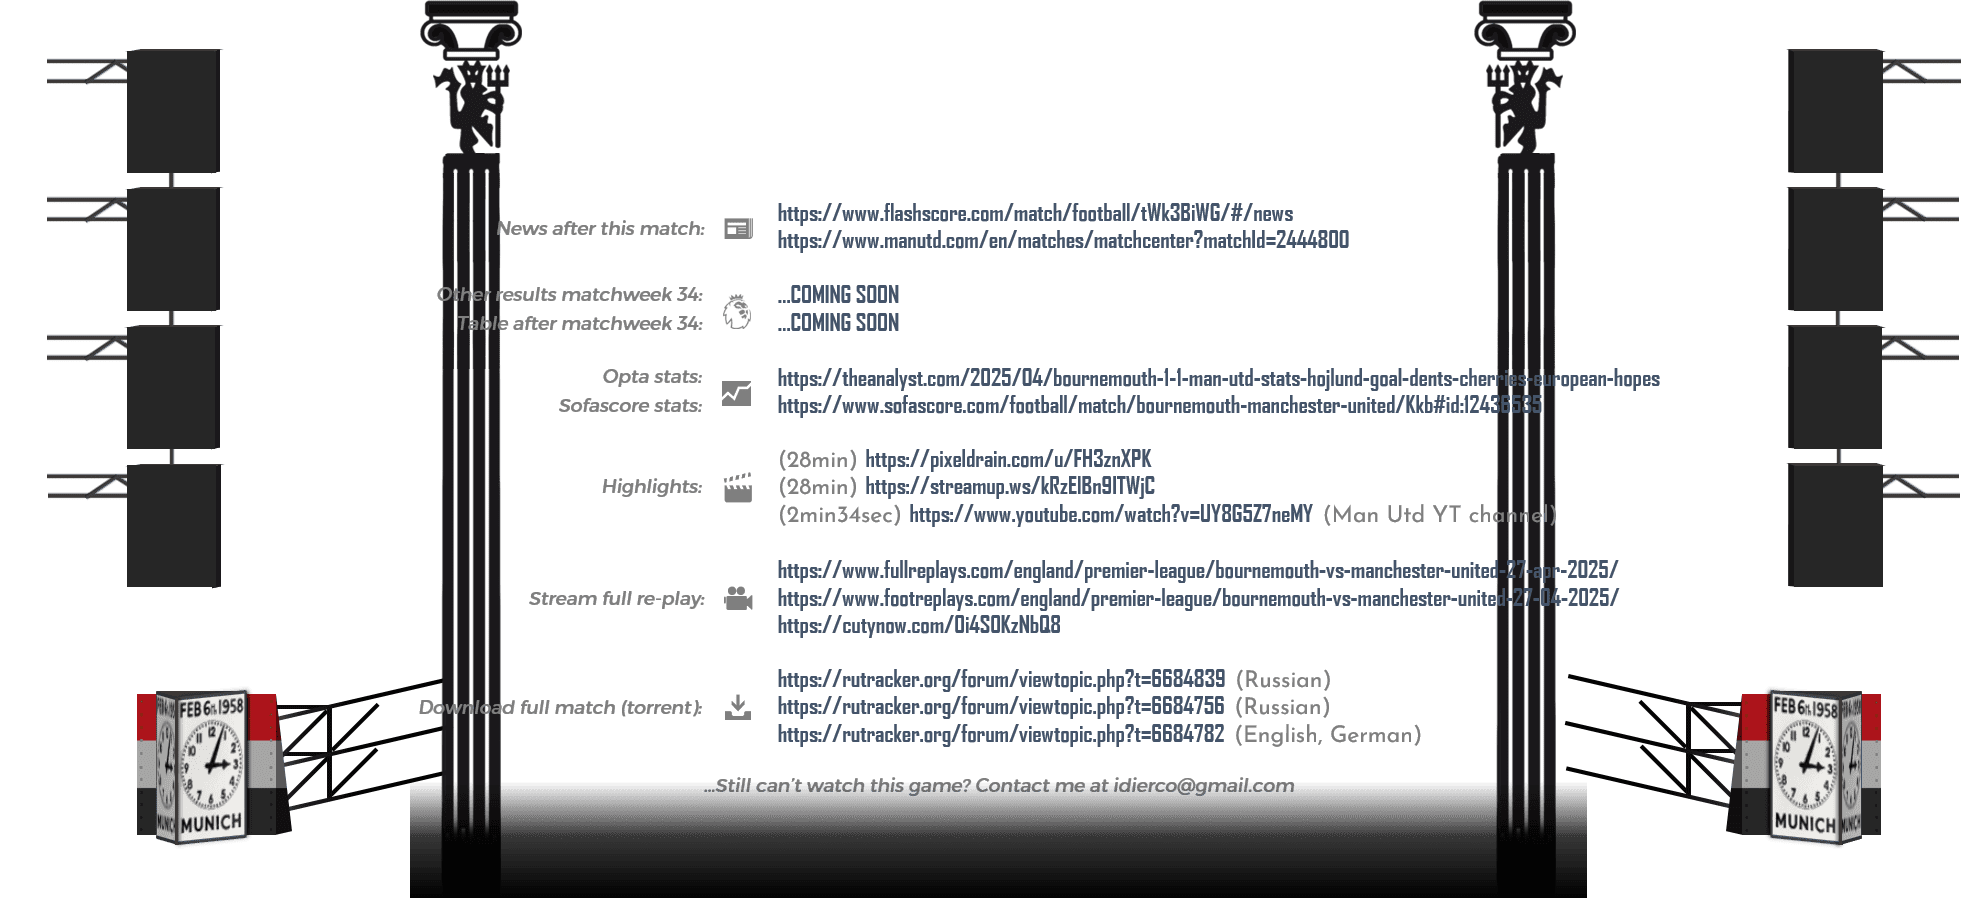 News after this match:
https://www.flashscore.com/match/football/tWk3BiWG/#/news
https://www.manutd.com/en/matches/matchcenter?matchId=2444800
Other results matchweek 34:
...COMING SOON
Table after matchweek 34:
...COMING SOON
Opta stats:
https://theanalyst.com/2025/04/bournemouth-1-1-man-utd-stats-hojlund-goal-dents-cherries-european-hopes
Sofascore stats:
https://www.sofascore.com/football/match/bournemouth-manchester-united/Kkb#id:12436535
Highlights:
(28min) https://pixeldrain.com/u/FH3znXPK
(28min) https://streamup.ws/kRzElBn9ITWjC
(2min34sec) https://www.youtube.com/watch?v=UY8G5Z7neMY (Man Utd YT channel)
Stream full re-play:
https://www.fullreplays.com/england/premier-league/bournemouth-vs-manchester-united-27-apr-2025/
https://www.footreplays.com/england/premier-league/bournemouth-vs-manchester-united-27-04-2025/
https://cutynow.com/0i4S0KzNbQ8
Download full match (torrent):
https://rutracker.org/forum/viewtopic.php?t=6684839 (Russian)
https://rutracker.org/forum/viewtopic.php?t=6684756 (Russian)
https://rutracker.org/forum/viewtopic.php?t=6684782 (English, German)
...Still can't watch this game? Contact me at idierco@gmail.com
FEB 6th 1958
MUNICH
FEB 6th 1958
MUNICH